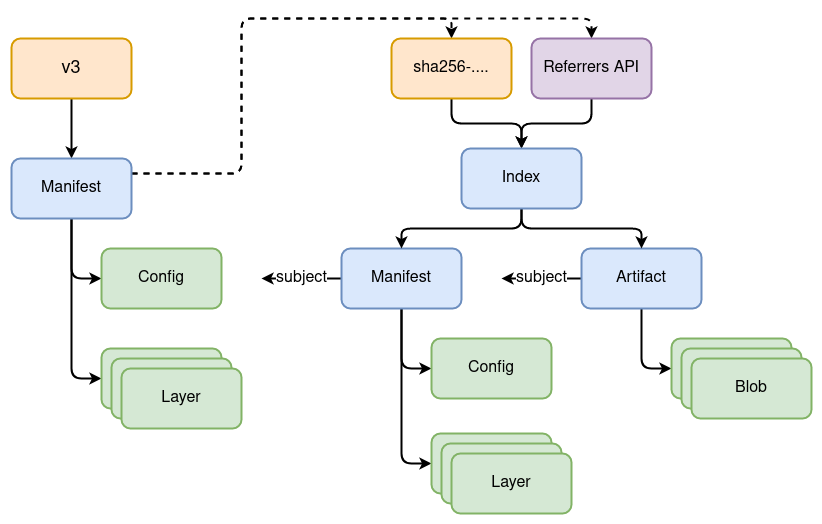 v3
sha256-....
Referrers API
Manifest
Index
Config
subject
Manifest
subject
Artifact
Config
Layer
Blob
Layer